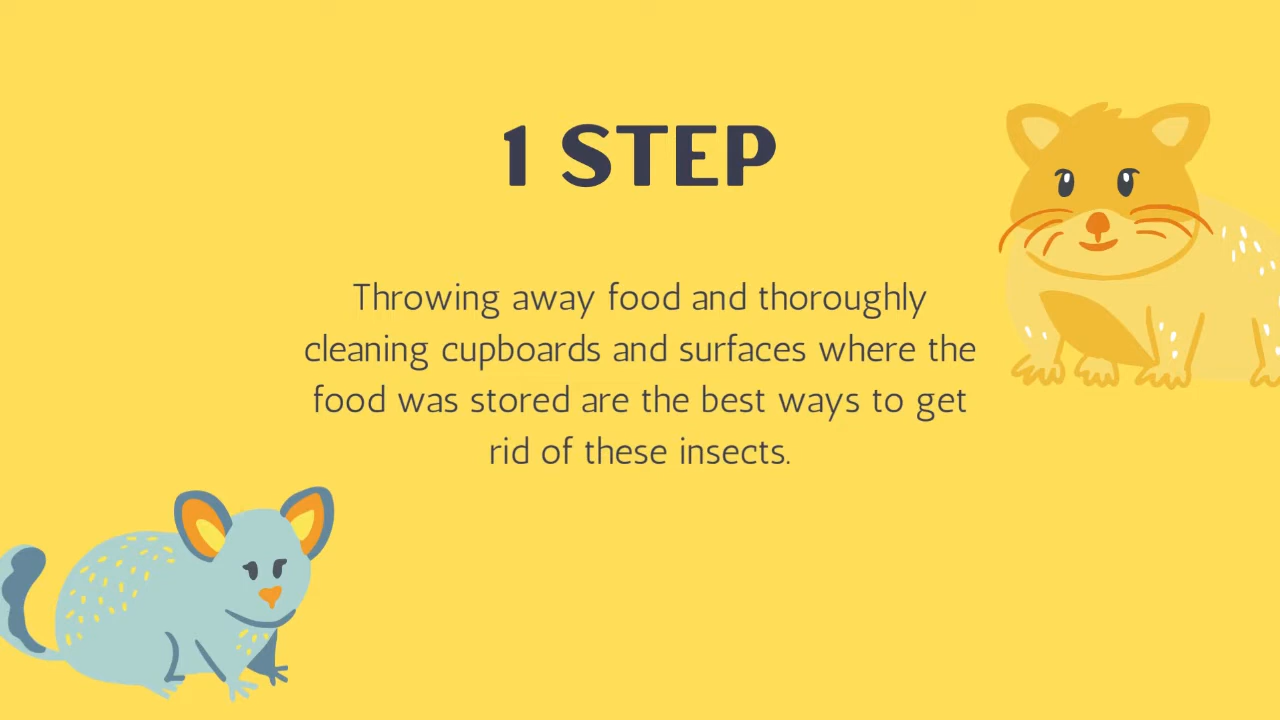 1 STEP
Throwing away food and thoroughly
cleaning cupboards and surfaces where the
food was stored are the best ways to get
rid of these insects.